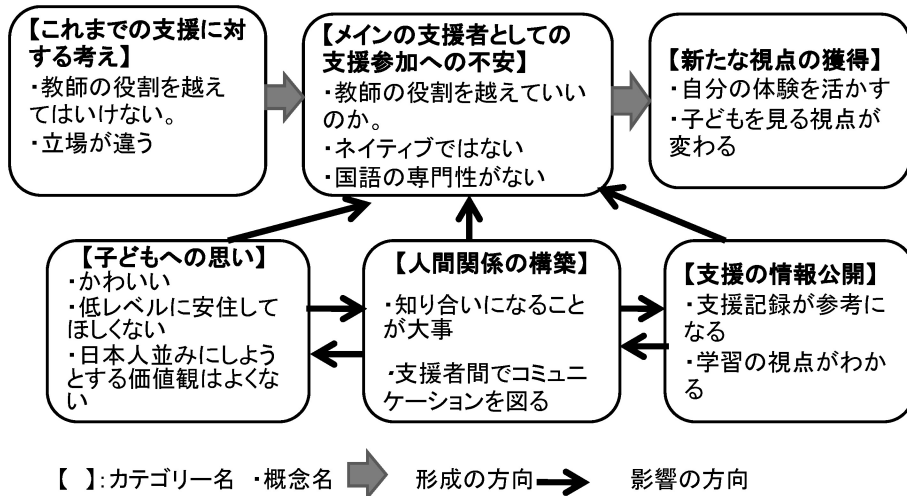 【これまでの支援に対
する考え】
・教師の役割を越え
てはいけない。
・立場が違う
【メインの支援者としての
支援参加への不安】
・教師の役割を越えていい
のか。
・ネイティブではない
・国語の専門性がない
【新たな視点の獲得】
・自分の体験を活かす
・子どもを見る視点が
変わる
【子どもへの思い】
・かわいい
・低レベルに安住して
ほしくない
・日本人並みにしよう
とする価値観はよくな
い
【人間関係の構築】
・知り合いになること
が大事
・支援者間でコミュニ
ケーションを図る
【支援の情報公開】
・支援記録が参考に
なる
・学習の視点がわか
る
【 】:カテゴリー名 ・概念名 形成の方向 影響の方向